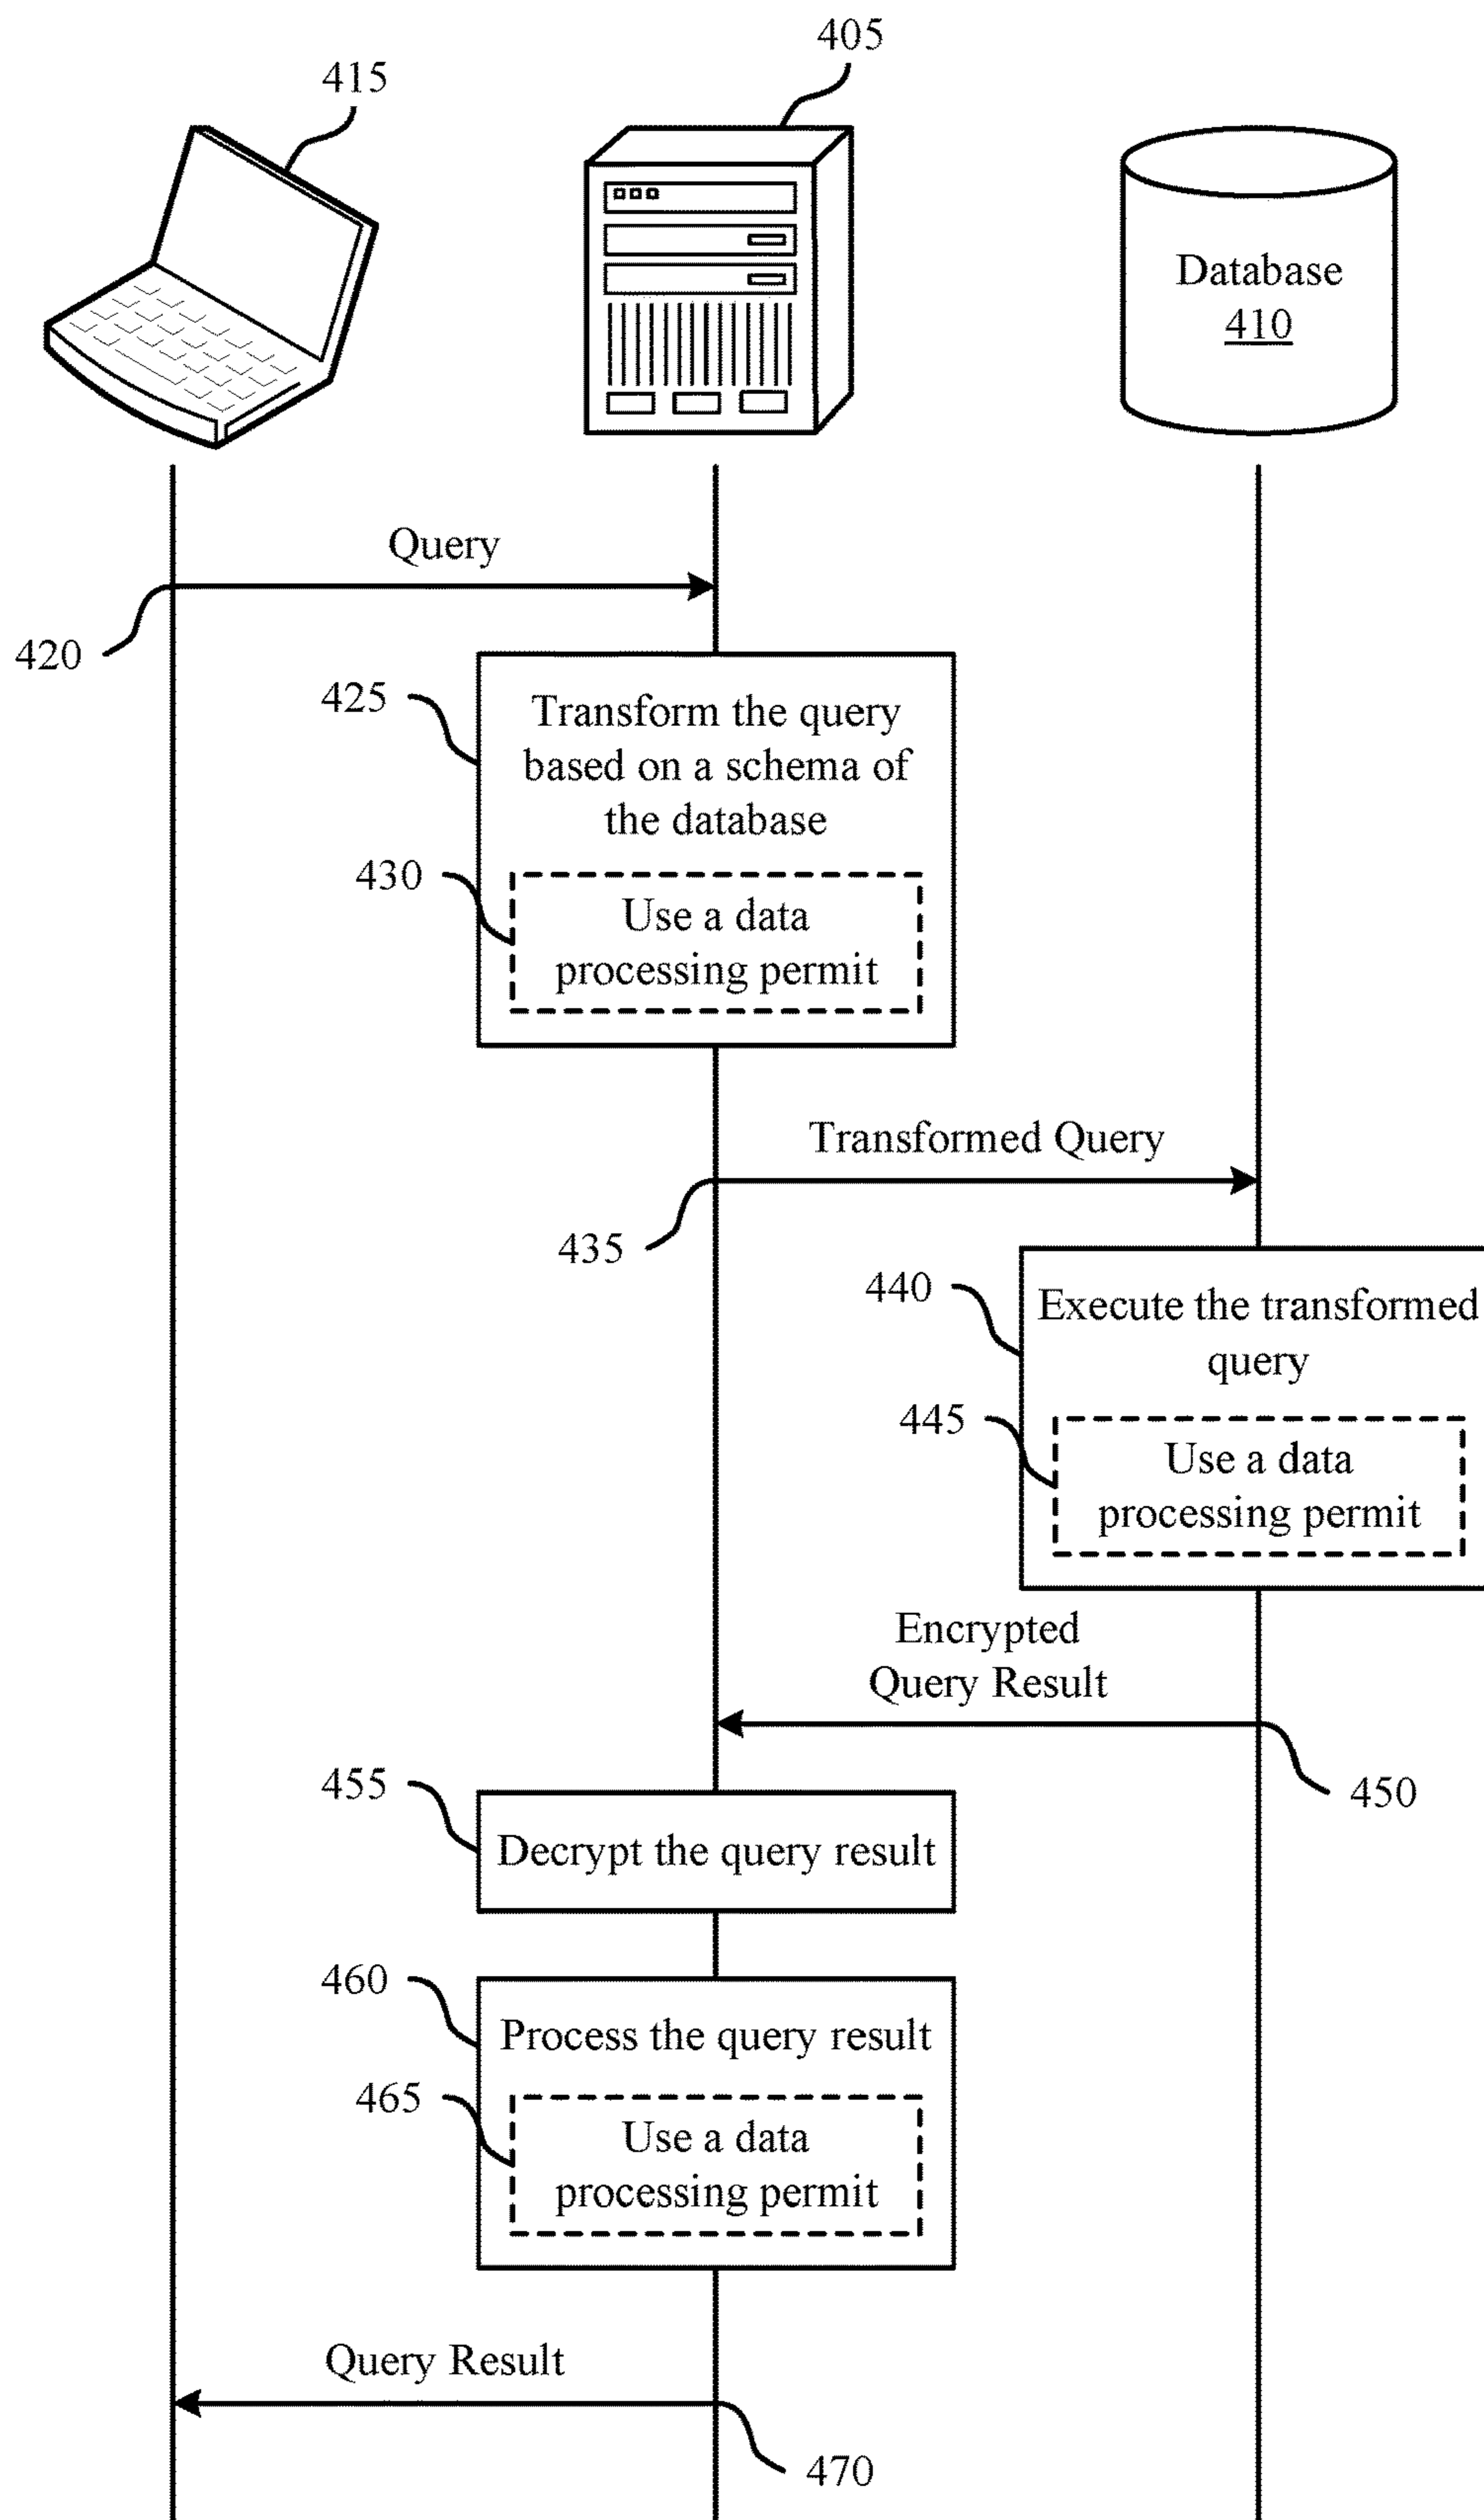 405
415
Database
410
Query
420
425
Transform the query
based on a schema of
the database
430
Use a data
processing permit
Transformed Query
435
440
Execute the transformed
query
445
Use a data
processing permit
Encrypted
Query Result
450
455
Decrypt the query result
460
Process the query result
465
Use a data
processing permit
Query Result
470